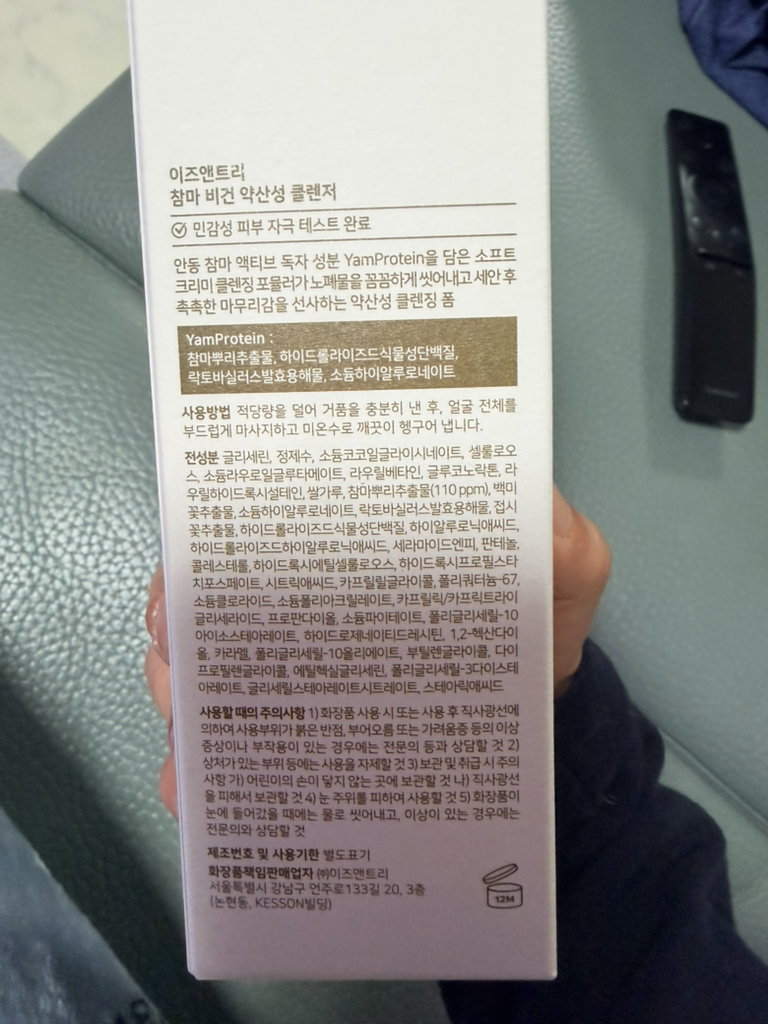 이즈앤트리
참마 비건 약산성 클렌저
민감성 피부 자극 테스트 완료
안동 참마 액티브 독자 성분 YamProtein을 담은 소프트
크리미 클렌징 포뮬러가 노폐물을 꼼꼼하게 씻어내고 세안 후
촉촉한 마무리감을 선사하는 약산성 클렌징 폼
YamProtein :
참마뿌리추출물, 하이드롤라이즈드식물성단백질,
락토바실러스발효용해물, 소듐하이알루로네이트
사용방법 적당량을 덜어 거품을 충분히 낸 후, 얼굴 전체를
부드럽게 마사지하고 미온수로 깨끗이 헹구어 냅니다.
전성분 글리세린, 정제수, 소듐코코일글라이시네이트, 셀룰로오
스, 소듐라우로일글루타메이트, 라우릴베타인, 글루코노락톤, 라
우릴하이드록시설테인, 쌀가루, 참마뿌리추출물(110 ppm), 백미
꽃추출물, 소듐하이알루로네이트, 락토바실러스발효용해물, 접시
꽃추출물, 하이드롤라이즈드식물성단백질, 하이알루로닉애씨드,
하이드롤라이즈드하이알루로닉애씨드, 세라마이드엔피, 판테놀,
콜레스테롤, 하이드록시에틸셀룰로오스, 하이드록시프로필스타
치포스페이트, 시트릭애씨드, 카프릴릴글라이콜, 폴리쿼터늄-67,
소듐클로라이드, 소듐폴리아크릴레이트, 카프릴릭/카프릭트라이
글리세라이드, 프로판다이올, 소듐파이테이트, 폴리글리세릴-10
아이소스테아레이트, 하이드로제네이티드레시틴, 1,2-헥산다이
올, 카라멜, 폴리글리세릴-10올리에이트, 부틸렌글라이콜, 다이
프로필렌글라이콜, 에틸헥실글리세린, 폴리글리세릴-3다이스테
아레이트, 글리세릴스테아레이트시트레이트, 스테아릭애씨드
사용할 때의 주의사항 1) 화장품 사용 시 또는 사용 후 직사광선에
의하여 사용부위가 붉은 반점, 부어오름 또는 가려움증 등의 이상
증상이나 부작용이 있는 경우에는 전문의 등과 상담할 것 2)
상처가 있는 부위 등에는 사용을 자제할 것 3) 보관 및 취급 시 주의
사항 가) 어린이의 손이 닿지 않는 곳에 보관할 것 나) 직사광선
을 피해서 보관할 것 4) 눈 주위를 피하여 사용할 것 5) 화장품이
눈에 들어갔을 때에는 물로 씻어내고, 이상이 있는 경우에는
전문의와 상담할 것
제조번호 및 사용기한 별도표기
화장품책임판매업자 ㈜이즈앤트리
서울특별시 강남구 언주로133길 20, 3층
(논현동, KESSON빌딩)
12M